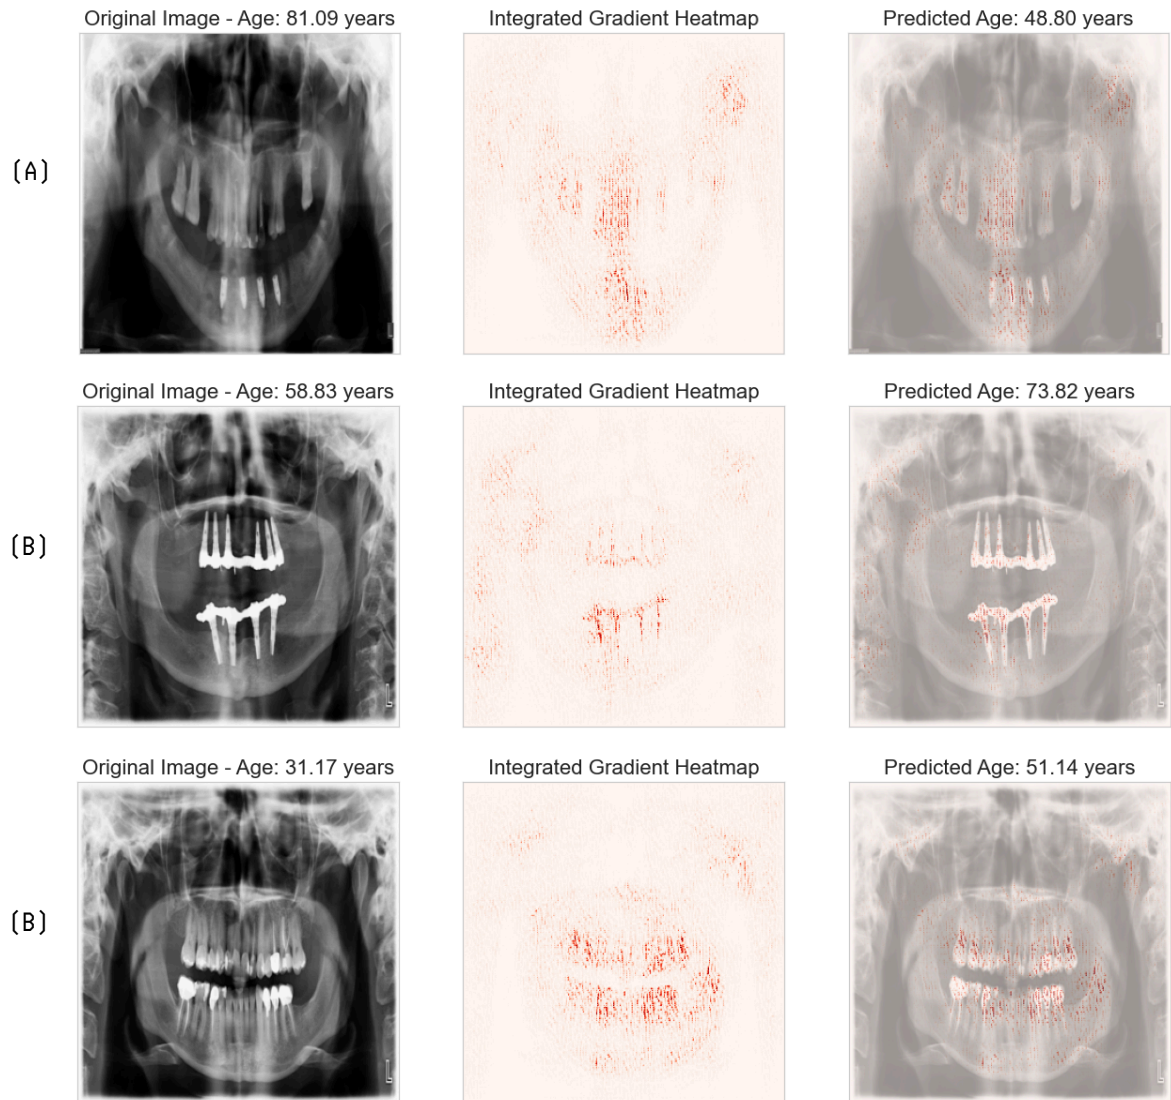 Original Image - Age: 81.09 years
Integrated Gradient Heatmap
Predicted Age: 48.80 years
(A)
Original Image - Age: 58.83 years
Integrated Gradient Heatmap
Predicted Age: 73.82 years
(B)
L
L
Original Image - Age: 31.17 years
Integrated Gradient Heatmap
Predicted Age: 51.14 years
(B)
L
L